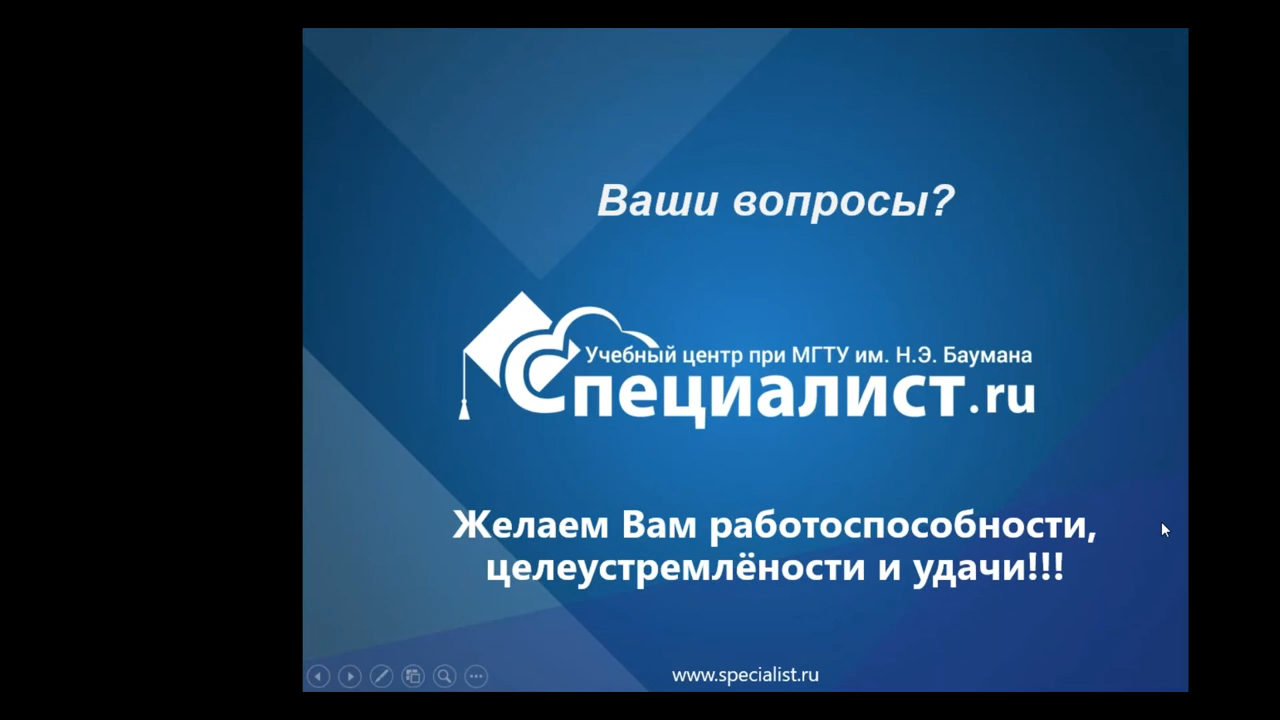 Ваши вопросы?
Учебный центр при МГТУ им. Н.Э. Баумана
Специалист.ru
Желаем Вам работоспособности,
целеустремлёности и удачи!!!
www.specialist.ru